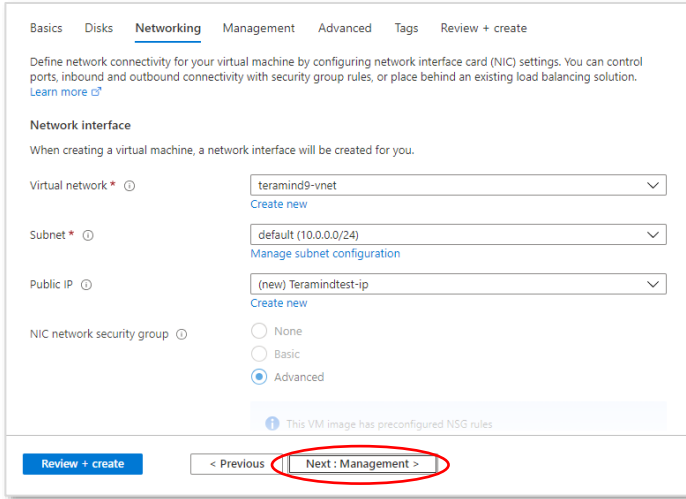 Basics Disks Networking Management Advanced Tags Review + create
Define network connectivity for your virtual machine by configuring network interface card (NIC) settings. You can control
ports, inbound and outbound connectivity with security group rules, or place behind an existing load balancing solution.
Learn more
Network interface
When creating a virtual machine, a network interface will be created for you.
Virtual network * teramind9-vnet
Create new
Subnet * default (10.0.0.0/24)
Manage subnet configuration
Public IP (new) Teramindtest-ip
Create new
NIC network security group None
Basic
Advanced
This VM image has preconfigured NSG rules
Review + create < Previous Next : Management >